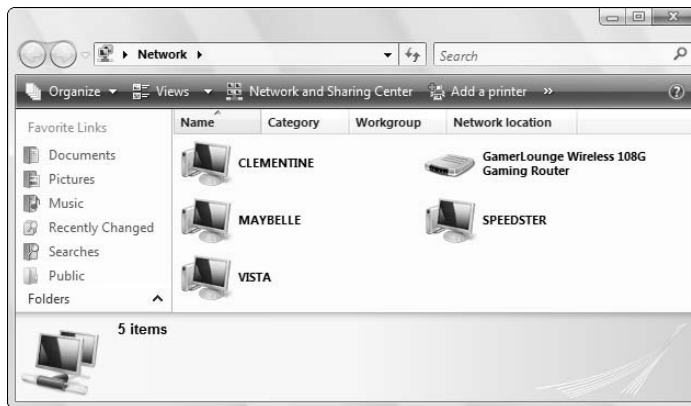 Network
Search
Organize Views Network and Sharing Center Add a printer »
Favorite Links
Documents
Pictures
Music
Recently Changed
Searches
Public
Folders
Name Category Workgroup Network location
CLEMENTINE
GamerLounge Wireless 108G
Gaming Router
MAYBELLE
SPEEDSTER
VISTA
5 items